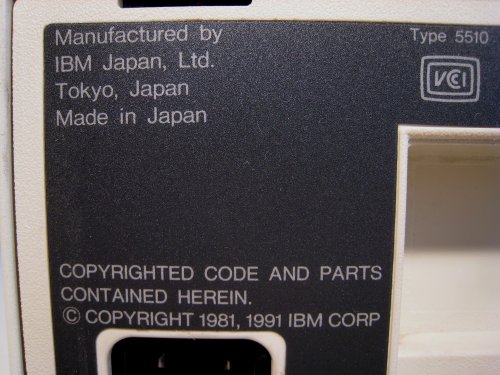 Manufactured by
IBM Japan, Ltd.
Tokyo, Japan
Made in Japan
Type 5510
VCCI
COPYRIGHTED CODE AND PARTS
CONTAINED HEREIN.
© COPYRIGHT 1981, 1991 IBM CORP